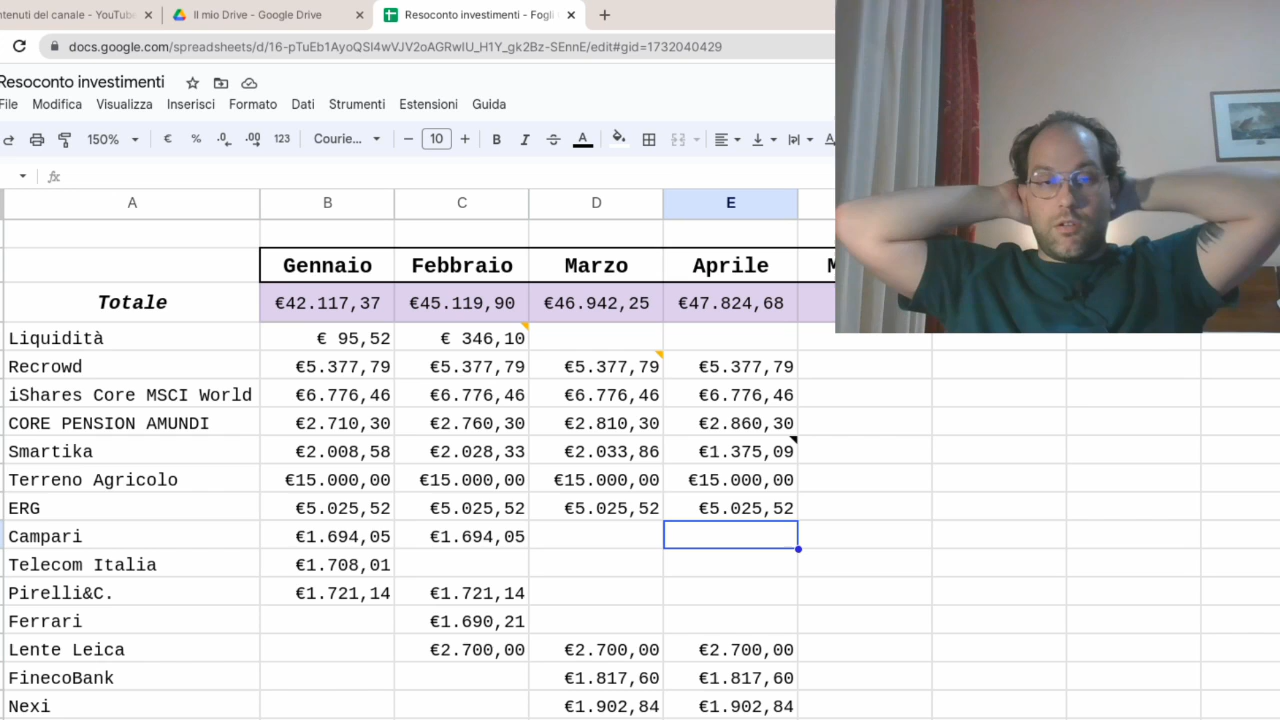 ntenuti del canale - YouTub
Il mio Drive - Google Drive
Resoconto investimenti - Fogli
docs.google.com/spreadsheets/d/16-pTuEb1AyoQSl4wVJV2oAGRwIU_H1Y_gk2Bz-SEnnE/edit#gid=1732040429
Resoconto investimenti
File Modifica Visualizza Inserisci Formato Dati Strumenti Estensioni Guida
150% € % .0 .00 123 Courie... 10 B I S A
fx
A B C D E
Gennaio Febbraio Marzo Aprile M
Totale €42.117,37 €45.119,90 €46.942,25 €47.824,68
Liquidità € 95,52 € 346,10
Recrowd €5.377,79 €5.377,79 €5.377,79 €5.377,79
iShares Core MSCI World €6.776,46 €6.776,46 €6.776,46 €6.776,46
CORE PENSION AMUNDI €2.710,30 €2.760,30 €2.810,30 €2.860,30
Smartika €2.008,58 €2.028,33 €2.033,86 €1.375,09
Terreno Agricolo €15.000,00 €15.000,00 €15.000,00 €15.000,00
ERG €5.025,52 €5.025,52 €5.025,52 €5.025,52
Campari €1.694,05 €1.694,05
Telecom Italia €1.708,01
Pirelli&C. €1.721,14 €1.721,14
Ferrari €1.690,21
Lente Leica €2.700,00 €2.700,00 €2.700,00
FinecoBank €1.817,60 €1.817,60
Nexi €1.902,84 €1.902,84